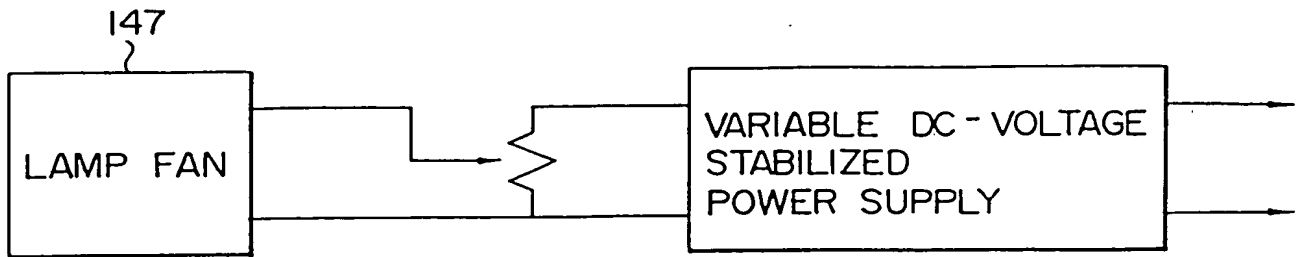 147
LAMP FAN
VARIABLE DC-VOLTAGE
STABILIZED
POWER SUPPLY